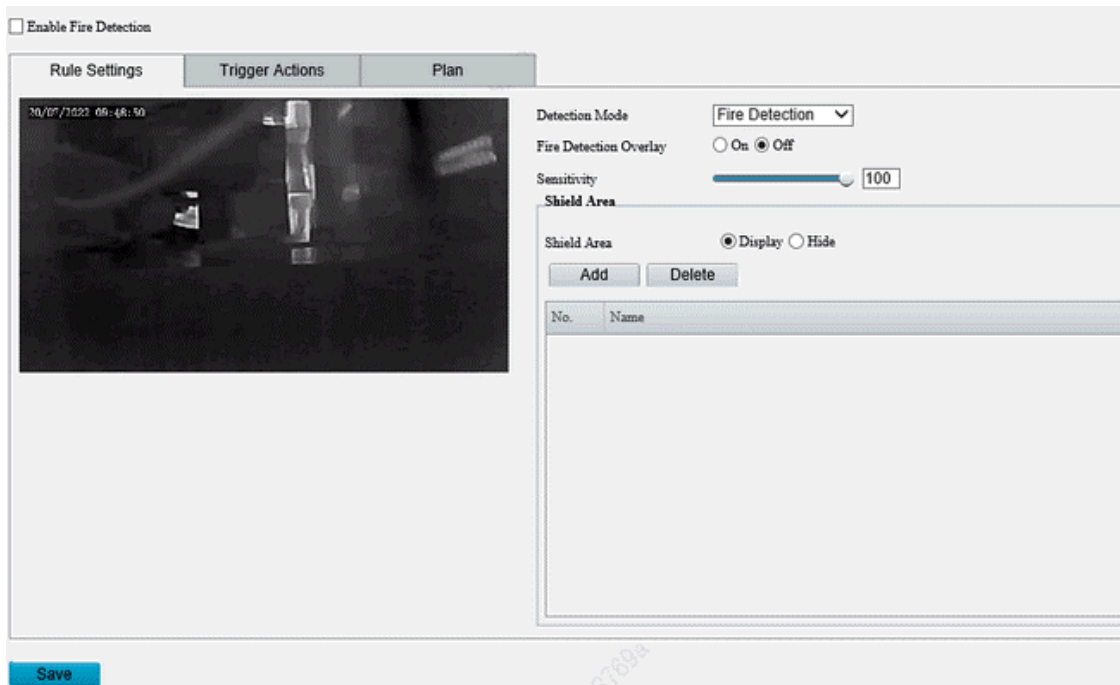 Enable Fire Detection
Rule Settings
Trigger Actions
Plan
20/07/2022 09:48:50
Detection Mode
Fire Detection
Fire Detection Overlay
On Off
Sensitivity
100
Shield Area
Shield Area
Display Hide
Add
Delete
No.
Name
Save